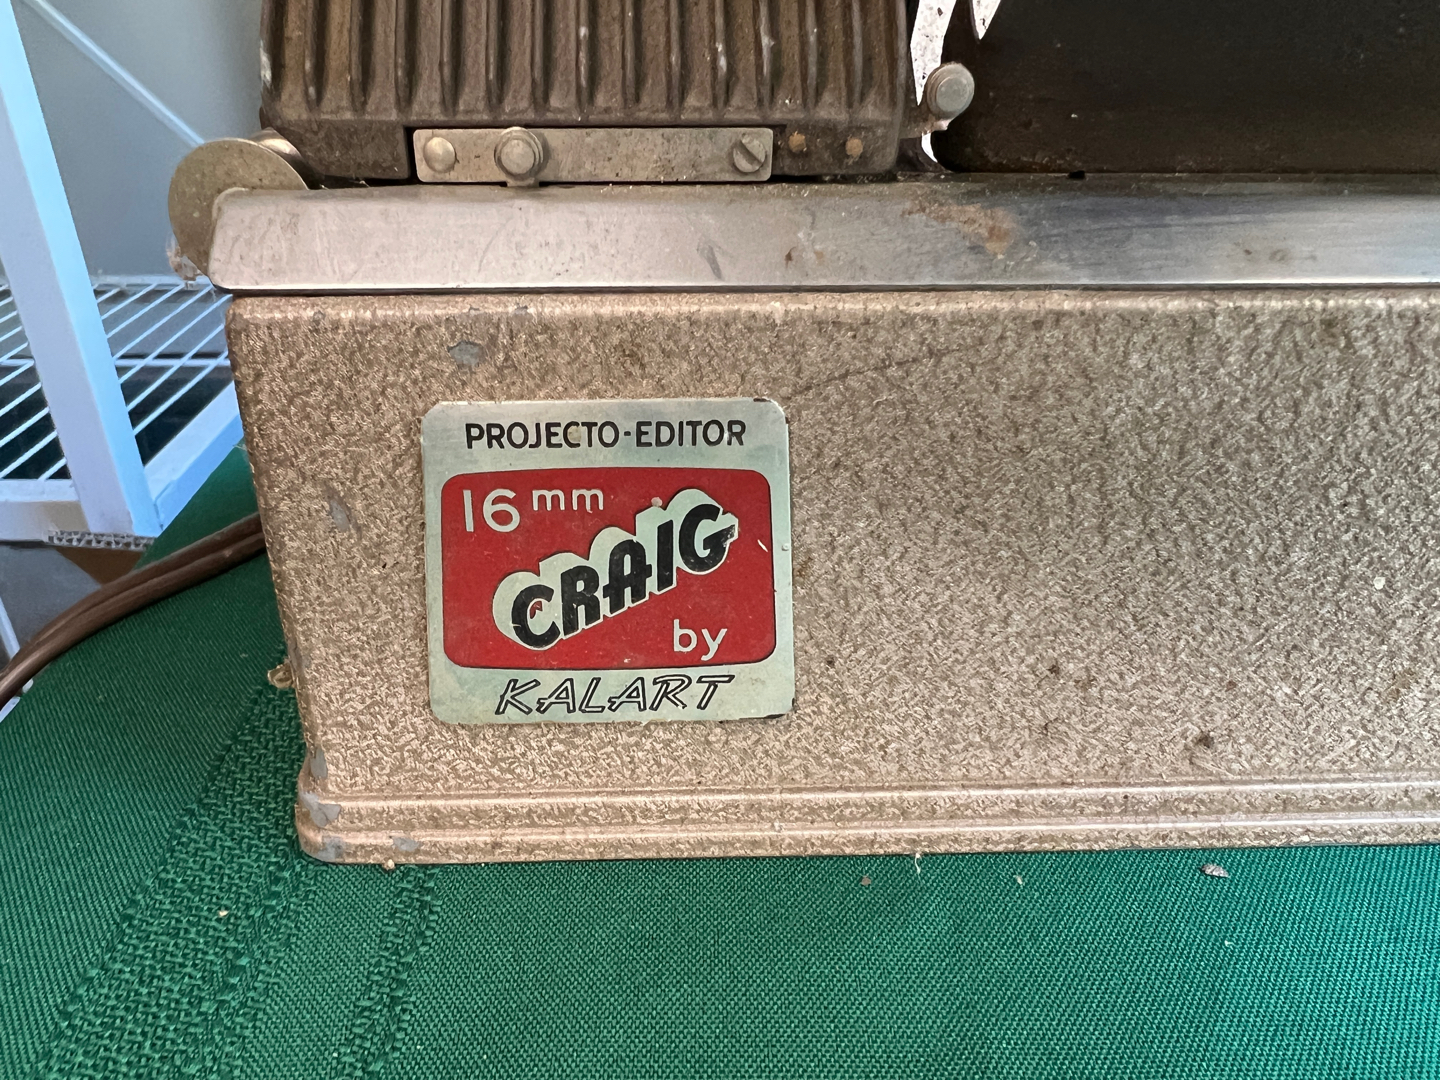 PROJECTO-EDITOR
16 mm
CRAIG
by
KALART